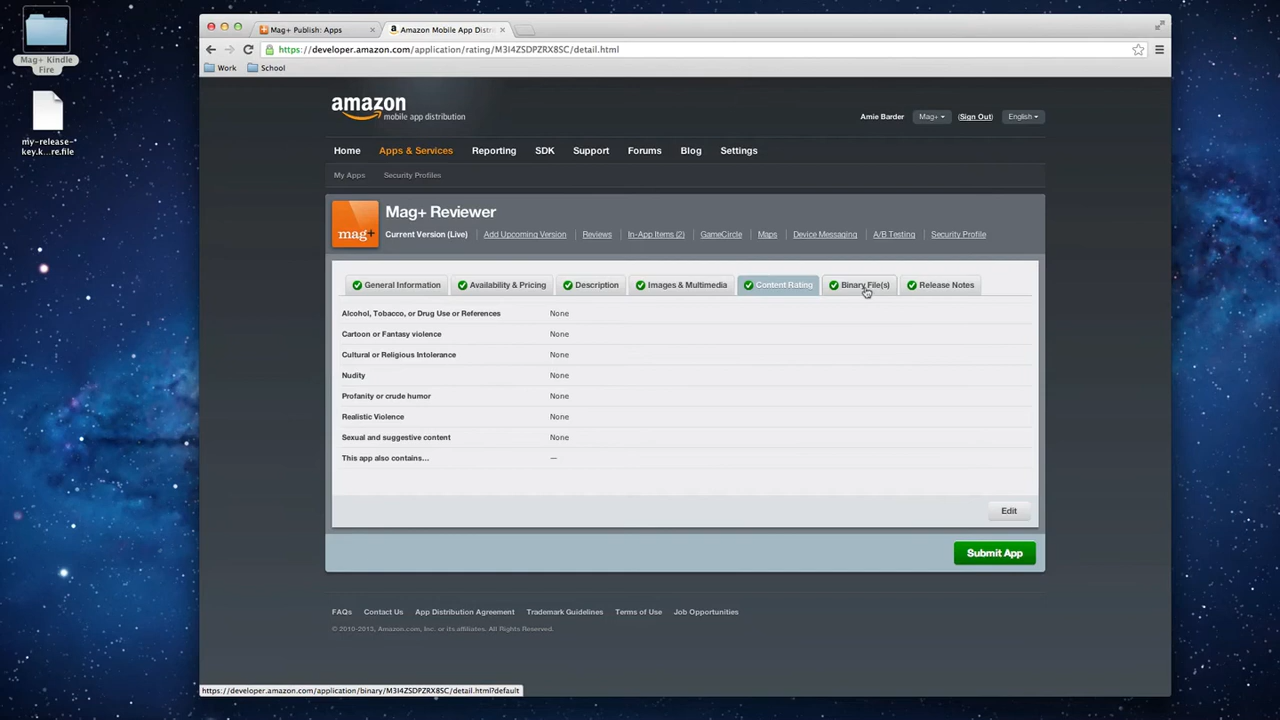 Mag+ Kindle
Fire
my-release-
key.k...re.file
Mag+ Publish: Apps
Amazon Mobile App Distr
https://developer.amazon.com/application/rating/M3I4ZSDPZRX8SC/detail.html
Work School
amazon
mobile app distribution
Amie Barder Mag+ (Sign Out) English
Home Apps & Services Reporting SDK Support Forums Blog Settings
My Apps Security Profiles
mag+
Mag+ Reviewer
Current Version (Live) Add Upcoming Version Reviews In-App Items (2) GameCircle Maps Device Messaging A/B Testing Security Profile
General Information Availability & Pricing Description Images & Multimedia Content Rating Binary File(s) Release Notes
Alcohol, Tobacco, or Drug Use or References None
Cartoon or Fantasy violence None
Cultural or Religious Intolerance None
Nudity None
Profanity or crude humor None
Realistic Violence None
Sexual and suggestive content None
This app also contains... —
Edit
Submit App
FAQs Contact Us App Distribution Agreement Trademark Guidelines Terms of Use Job Opportunities
© 2010-2013, Amazon.com, Inc. or its affiliates. All Rights Reserved.
https://developer.amazon.com/application/binary/M3I4ZSDPZRX8SC/detail.html?default